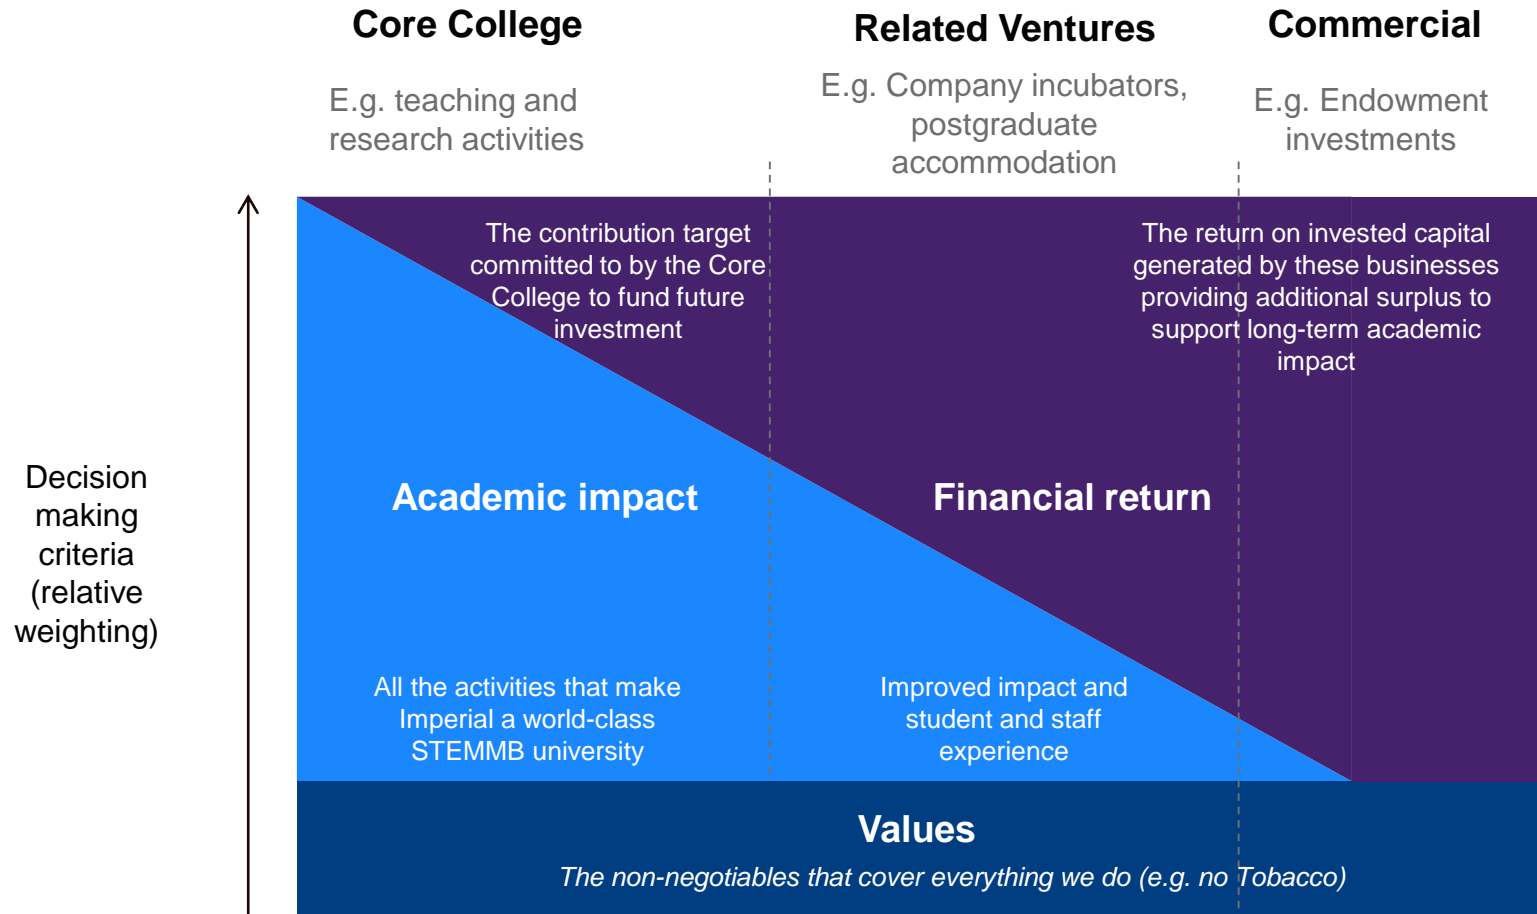 Core College
Related Ventures
Commercial
E.g. teaching and
research activities
E.g. Company incubators,
postgraduate
accommodation
E.g. Endowment
investments
The contribution target
committed to by the Core
College to fund future
investment
The return on invested capital
generated by these businesses
providing additional surplus to
support long-term academic
impact
Decision
making
criteria
(relative
weighting)
Academic impact
Financial return
All the activities that make
Imperial a world-class
STEMMB university
Improved impact and
student and staff
experience
Values
The non-negotiables that cover everything we do (e.g. no Tobacco)